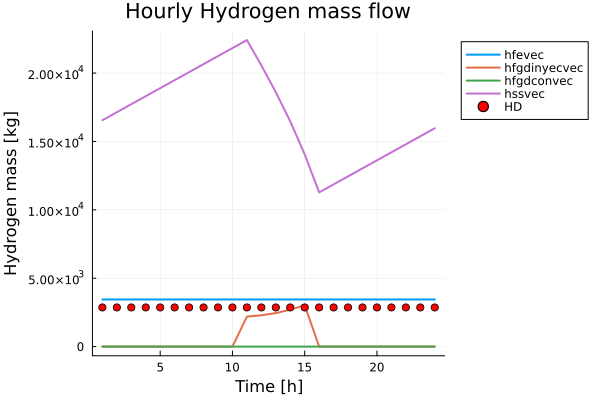 Hourly Hydrogen mass flow
Hydrogen mass [kg]
2.00×10⁴
1.50×10⁴
1.00×10⁴
5.00×10³
0
5
10
15
20
Time [h]
hfevec
hfgdinyecvec
hfgdconvec
hssvec
HD